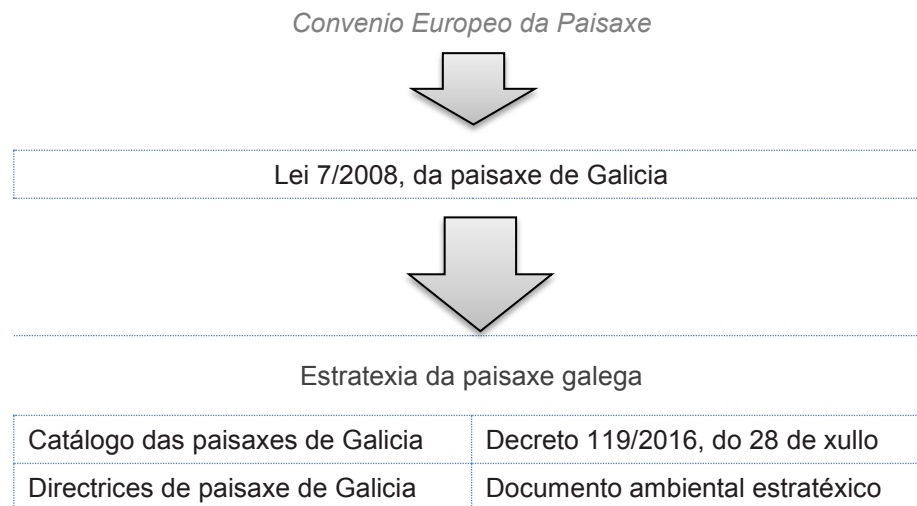 Convenio Europeo da Paisaxe
Lei 7/2008, da paisaxe de Galicia
Estratexia da paisaxe galega
Catálogo das paisaxes de Galicia
Decreto 119/2016, do 28 de xullo
Directrices de paisaxe de Galicia
Documento ambiental estratéxico